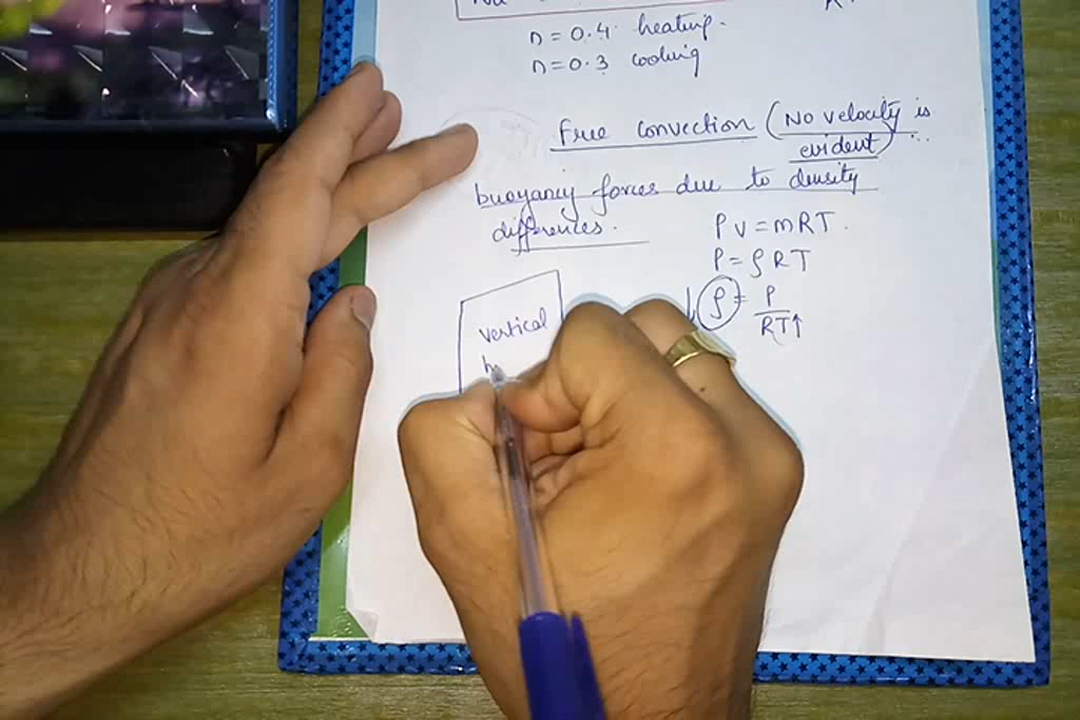 n = 0.4 heating.
n = 0.3 cooling
Free convection (No velocity is evident) ...
buoyancy forces due to density
differences.
PV = mRT.
P = ρRT
↓ρ = P / RT↑
vertical